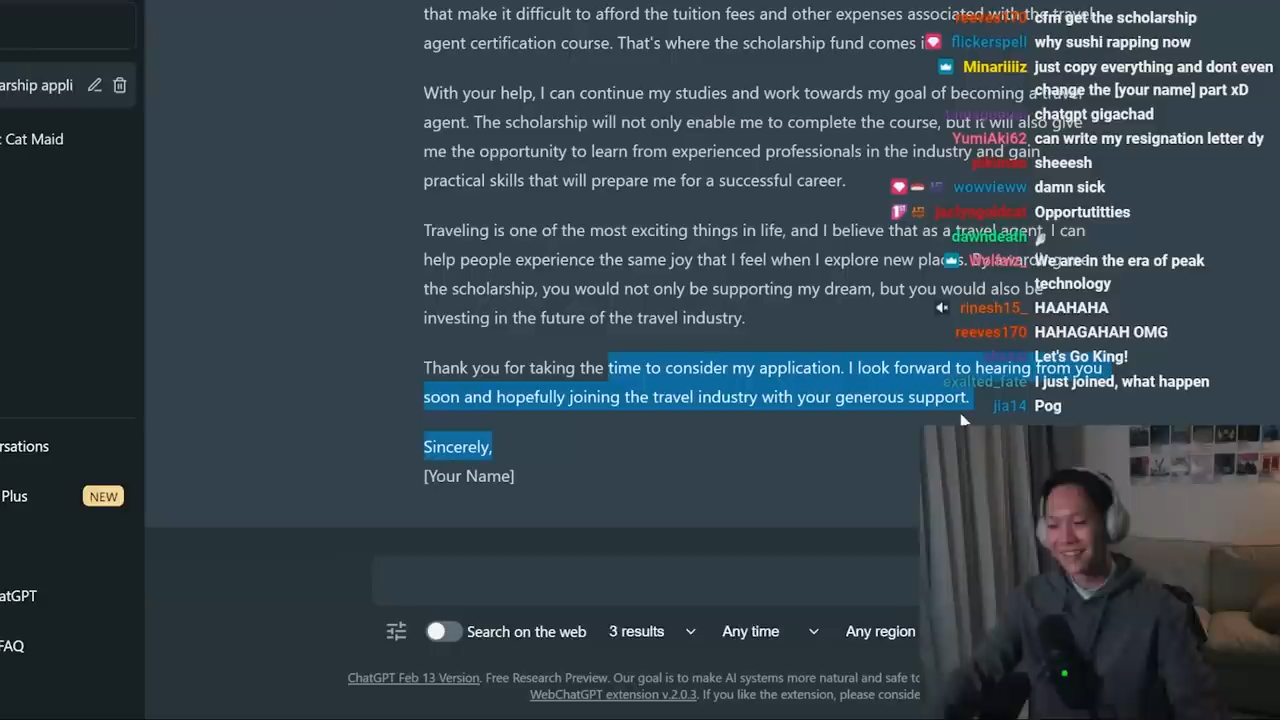 that make it difficult to afford the tuition fees and other expenses associated with the travel
agent certification course. That's where the scholarship fund comes
With your help, I can continue my studies and work towards my goal of becoming a travel
agent. The scholarship will not only enable me to complete the course, but it will also give
me the opportunity to learn from experienced professionals in the industry and gain
practical skills that will prepare me for a successful career.
Traveling is one of the most exciting things in life, and I believe that as a travel agent, I can
help people experience the same joy that I feel when I explore new places. By
the scholarship, you would not only be supporting my dream, but you would also be
investing in the future of the travel industry.
Thank you for taking the time to consider my application. I look forward to hearing from you
soon and hopefully joining the travel industry with your generous support.
Sincerely,
[Your Name]
arship appli
Cat Maid
rsations
Plus
NEW
atGPT
FAQ
Search on the web
3 results
Any time
Any region
ChatGPT Feb 13 Version. Free Research Preview. Our goal is to make AI systems more natural and safe to
WebChatGPT extension v.2.0.3. If you like the extension, please conside
reeves170 cfm get the scholarship
flickerspell why sushi rapping now
Minariiiiz just copy everything and dont even
change the [your name] part xD
chatgpt gigachad
YumiAki62 can write my resignation letter dy
sheeesh
wowvieww damn sick
Opportutitties
dawndeath
We are in the era of peak
technology
rinesh15_ HAAHAHA
reeves170 HAHAGAHAH OMG
Let's Go King!
exalted_fate I just joined, what happen
jia14 Pog